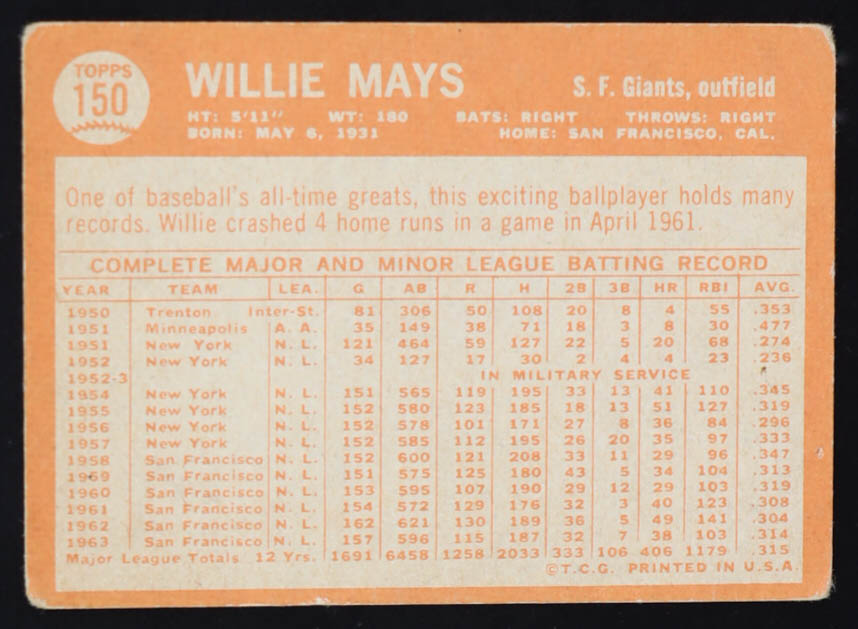 TOPPS
150
WILLIE MAYS
S. F. Giants, outfield
HT: 5'11" WT: 180 BATS: RIGHT THROWS: RIGHT
BORN: MAY 6, 1931 HOME: SAN FRANCISCO, CAL.
One of baseball's all-time greats, this exciting ballplayer holds many
records. Willie crashed 4 home runs in a game in April 1961.
COMPLETE MAJOR AND MINOR LEAGUE BATTING RECORD
YEAR TEAM LEA. G AB R H 2B 3B HR RBI AVG.
1950 Trenton Inter-St. 81 306 50 108 20 8 4 55 .353
1951 Minneapolis A. A. 35 149 38 71 18 3 8 30 .477
1951 New York N. L. 121 464 59 127 22 5 20 68 .274
1952 New York N. L. 34 127 17 30 2 4 4 23 .236
1952-3 IN MILITARY SERVICE
1954 New York N. L. 151 565 119 195 33 13 41 110 .345
1955 New York N. L. 152 580 123 185 18 13 51 127 .319
1956 New York N. L. 152 578 101 171 27 8 36 84 .296
1957 New York N. L. 152 585 112 195 26 20 35 97 .333
1958 San Francisco N. L. 152 600 121 208 33 11 29 96 .347
1969 San Francisco N. L. 151 575 125 180 43 5 34 104 .313
1960 San Francisco N. L. 153 595 107 190 29 12 29 103 .319
1961 San Francisco N. L. 154 572 129 176 32 3 40 123 .308
1962 San Francisco N. L. 162 621 130 189 36 5 49 141 .304
1963 San Francisco N. L. 157 596 115 187 32 7 38 103 .314
Major League Totals 12 Yrs. 1691 6458 1258 2033 333 106 406 1179 .315
©T.C.G. PRINTED IN U.S.A.